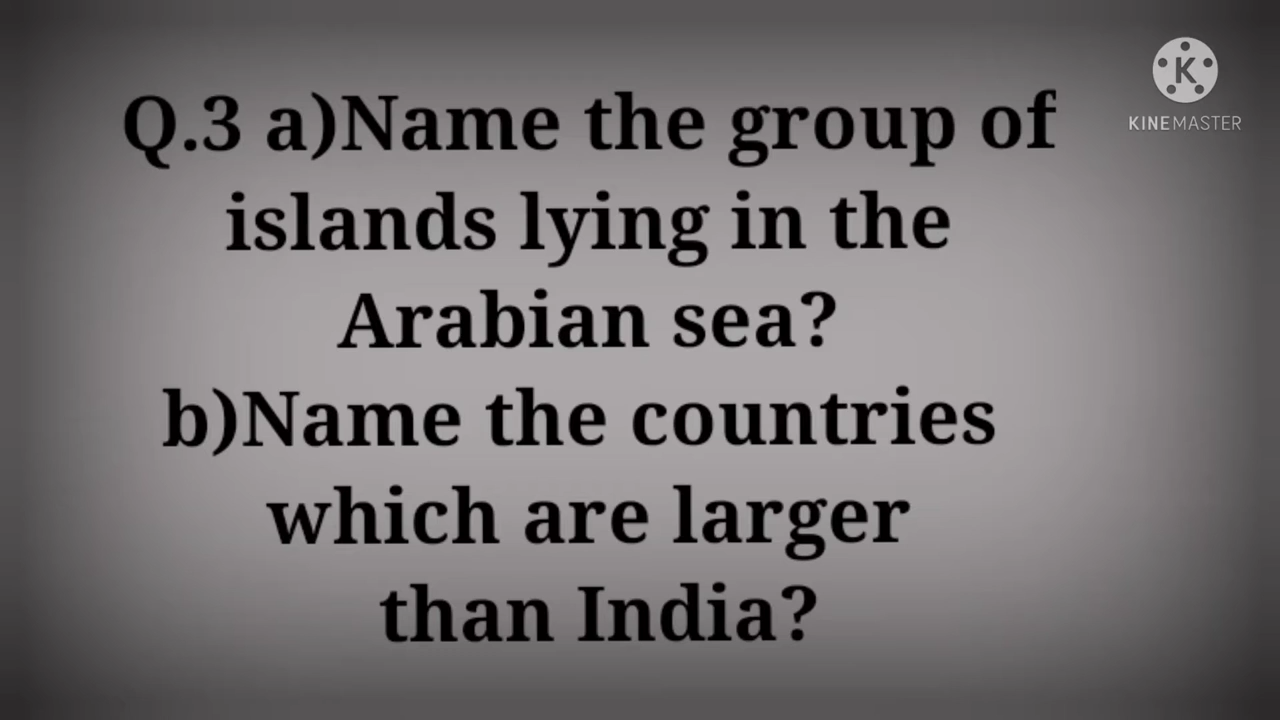 Q.3 a)Name the group of
islands lying in the
Arabian sea?
b)Name the countries
which are larger
than India?
K
KINEMASTER